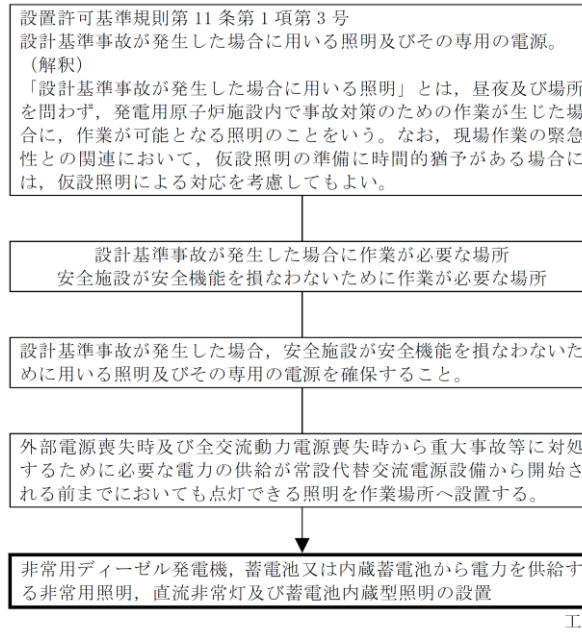 設置許可基準規則第 11 条第 1 項第 3 号
設計基準事故が発生した場合に用いる照明及びその専用の電源。
（解釈）
「設計基準事故が発生した場合に用いる照明」とは，昼夜及び場所
を問わず，発電用原子炉施設内で事故対策のための作業が生じた場
合に，作業が可能となる照明のことをいう。なお，現場作業の緊急
性との関連において，仮設照明の準備に時間的猶予がある場合に
は，仮設照明による対応を考慮してもよい。
設計基準事故が発生した場合に作業が必要な場所
安全施設が安全機能を損なわないために作業が必要な場所
設計基準事故が発生した場合，安全施設が安全機能を損なわないた
めに用いる照明及びその専用の電源を確保すること。
外部電源喪失時及び全交流動力電源喪失時から重大事故等に対処
するために必要な電力の供給が常設代替交流電源設備から開始さ
れる前までにおいても点灯できる照明を作業場所へ設置する。
非常用ディーゼル発電機，蓄電池又は内蔵蓄電池から電力を供給す
る非常用照明，直流非常灯及び蓄電池内蔵型照明の設置
工